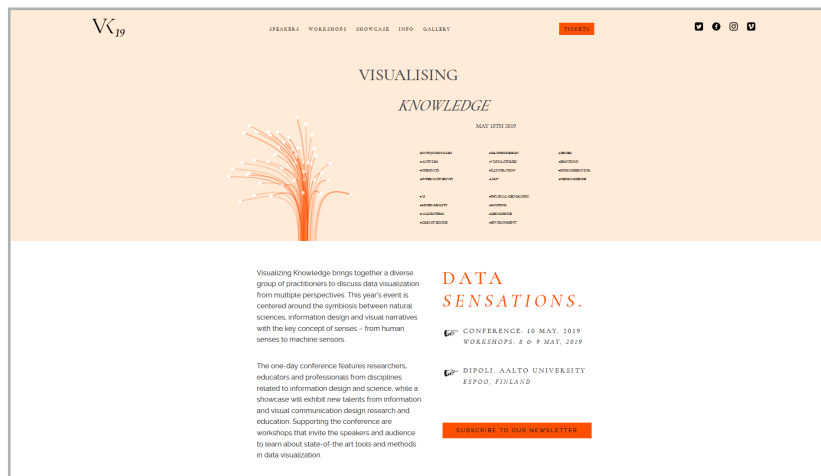 VK19
SPEAKERS WORKSHOPS SHOWCASE INFO GALLERY
TICKETS
VISUALISING
KNOWLEDGE
MAY 10TH 2019
DATA
SENSATIONS.
Visualizing Knowledge brings together a diverse
group of practitioners to discuss data visualization
from multiple perspectives. This year's event is
centered around the symbiosis between natural
sciences, information design and visual narratives
with the key concept of senses – from human
senses to machine sensors.
The one-day conference features researchers,
educators and professionals from disciplines
related to information design and science, while a
showcase will exhibit new talents from information
and visual communication design research and
education. Supporting the conference are
workshops that invite the speakers and audience
to learn about state-of-the art tools and methods
in data visualization.
CONFERENCE: 10 MAY, 2019
WORKSHOPS: 8 & 9 MAY, 2019
DIPOLI, AALTO UNIVERSITY
ESPOO, FINLAND
SUBSCRIBE TO OUR NEWSLETTER